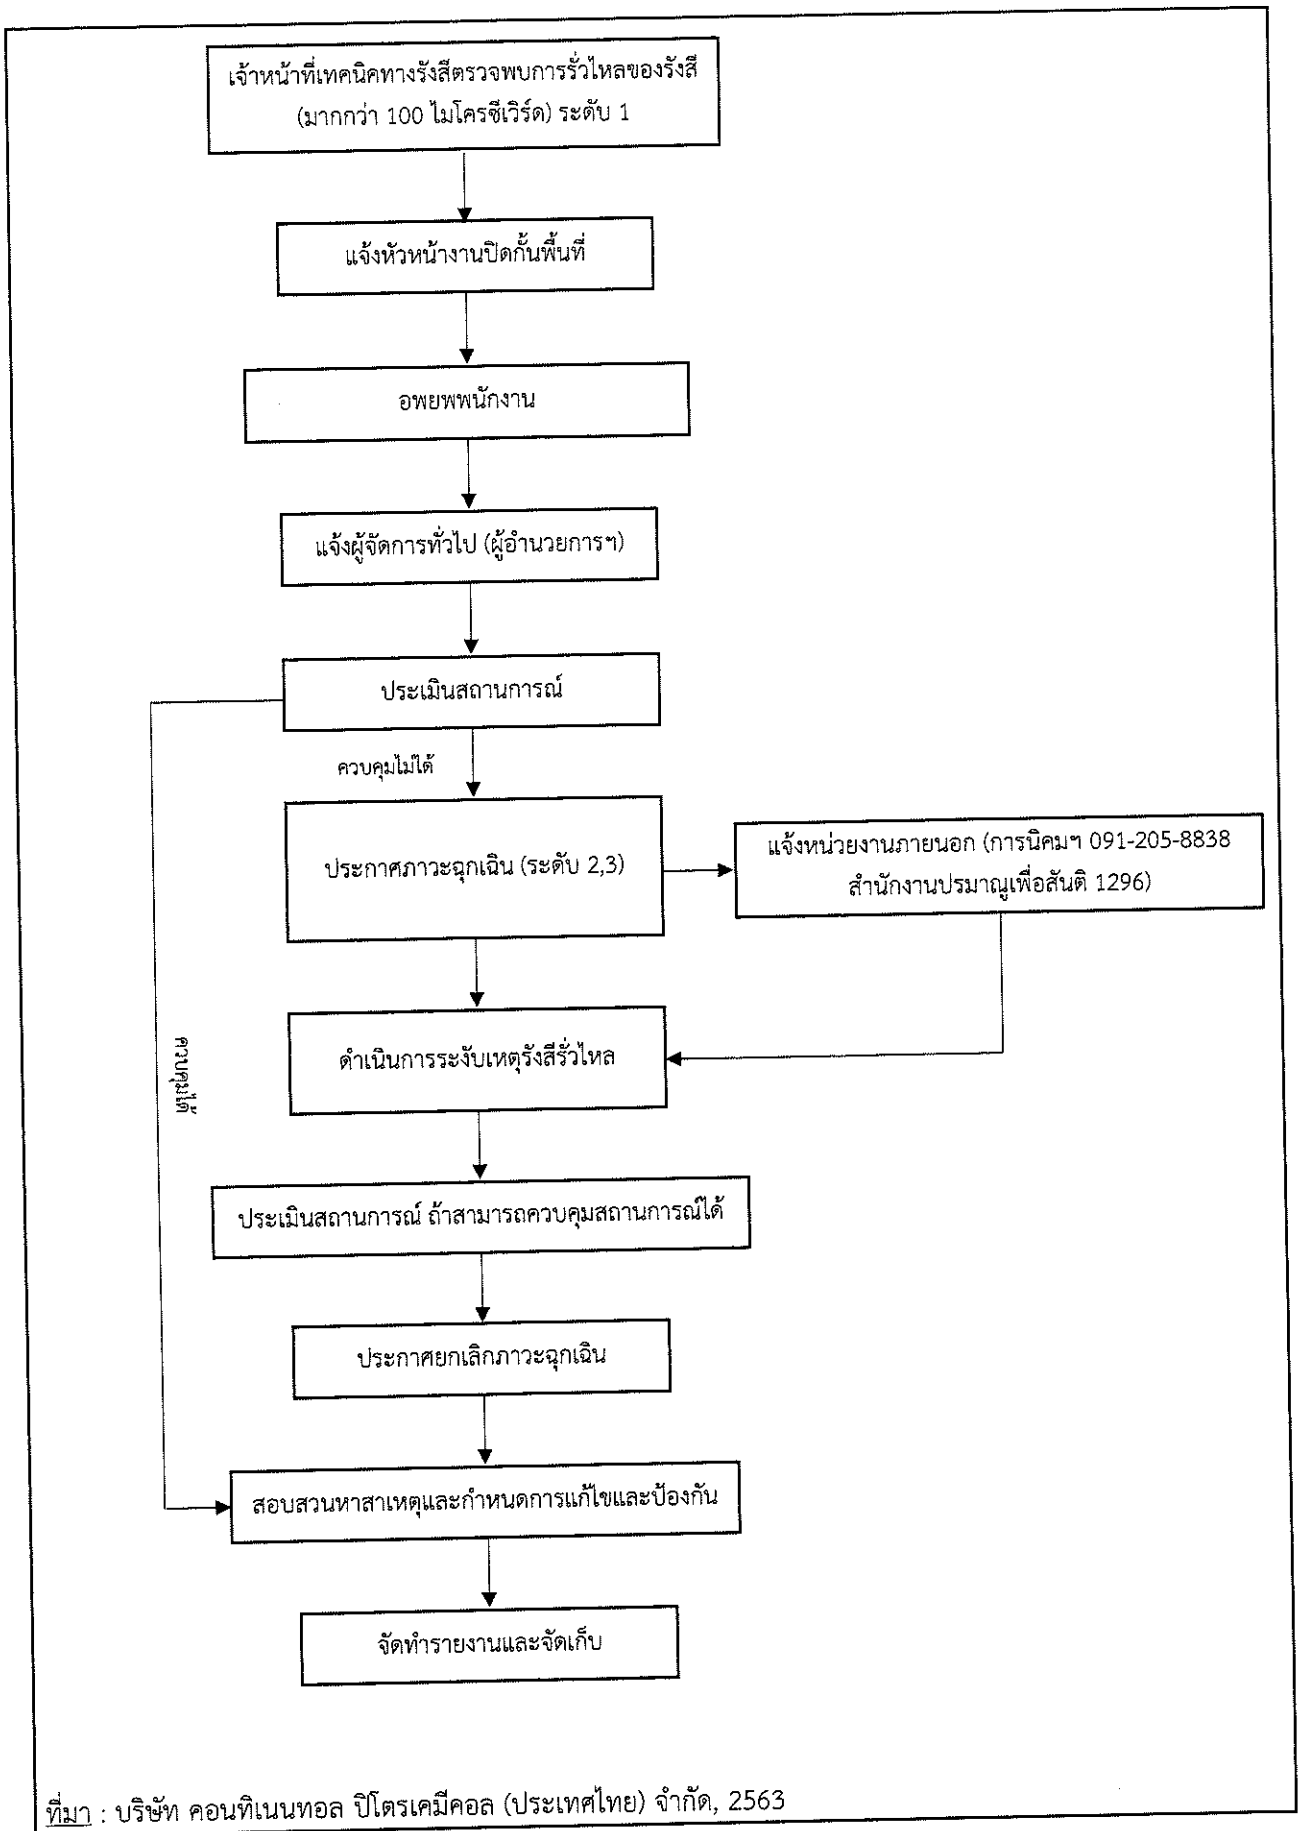 เจ้าหน้าที่เทคนิคทางรังสีตรวจพบการรั่วไหลของรังสี
(มากกว่า 100 ไมโครซีเวิร์ด) ระดับ 1
แจ้งหัวหน้างานปิดกั้นพื้นที่
อพยพพนักงาน
แจ้งผู้จัดการทั่วไป (ผู้อำนวยการฯ)
ประเมินสถานการณ์
ควบคุมไม่ได้
ประกาศภาวะฉุกเฉิน (ระดับ 2,3)
แจ้งหน่วยงานภายนอก (การนิคมฯ 091-205-8838
สำนักงานปรมาณูเพื่อสันติ 1296)
ควบคุมได้
ดำเนินการระงับเหตุรังสีรั่วไหล
ประเมินสถานการณ์ ถ้าสามารถควบคุมสถานการณ์ได้
ประกาศยกเลิกภาวะฉุกเฉิน
สอบสวนหาสาเหตุและกำหนดการแก้ไขและป้องกัน
จัดทำรายงานและจัดเก็บ
ที่มา : บริษัท คอนทิเนนทอล ปิโตรเคมีคอล (ประเทศไทย) จำกัด, 2563